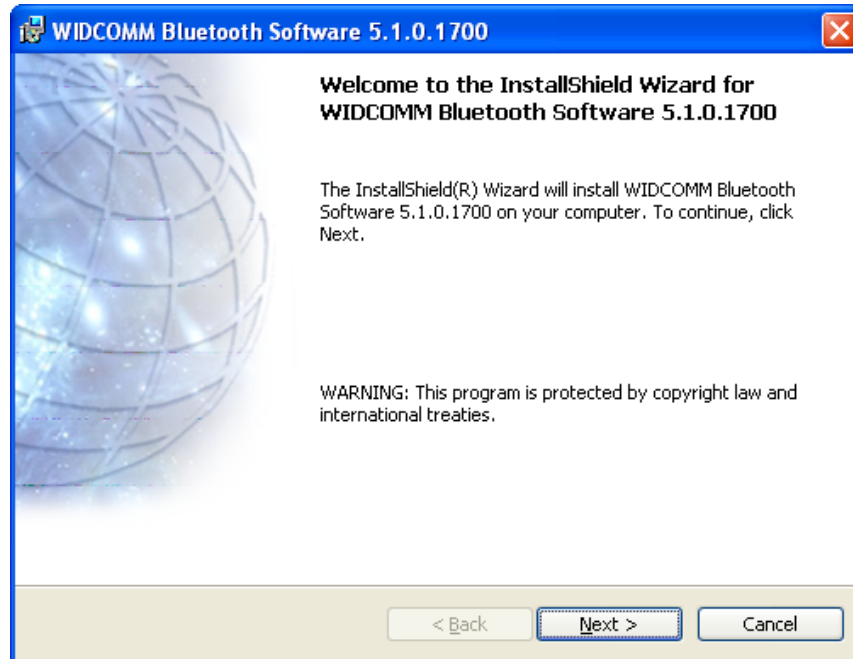 WIDCOMM Bluetooth Software 5.1.0.1700
Welcome to the InstallShield Wizard for
WIDCOMM Bluetooth Software 5.1.0.1700
The InstallShield(R) Wizard will install WIDCOMM Bluetooth
Software 5.1.0.1700 on your computer. To continue, click
Next.
WARNING: This program is protected by copyright law and
international treaties.
< Back Next > Cancel